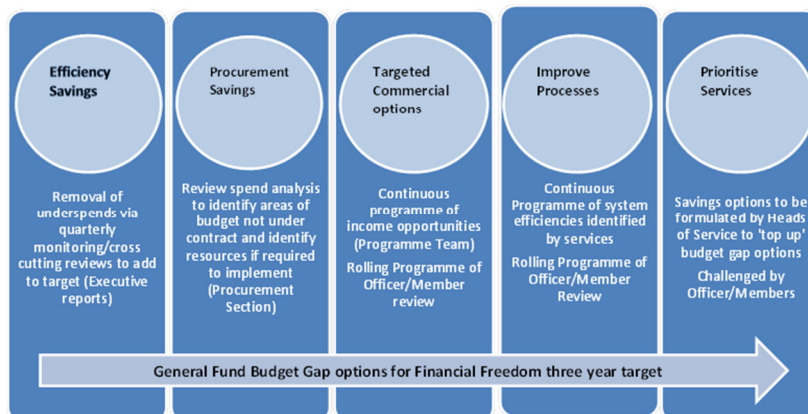 Efficiency
Savings
Removal of
underspends via
quarterly
monitoring/cross
cutting reviews to add
to target (Executive
reports)
Procurement
Savings
Review spend analysis
to identify areas of
budget not under
contract and identify
resources if required
to implement
(Procurement
Section)
Targeted
Commercial
options
Continuous
programme of
income opportunities
(Programme Team)
Rolling Programme of
Officer/Member
review
Improve
Processes
Continuous
Programme of system
efficiencies identified
by services
Rolling Programme of
Officer/Member
Review
Prioritise
Services
Savings options to be
formulated by Heads
of Service to 'top up'
budget gap options
Challenged by
Officer/Members
General Fund Budget Gap options for Financial Freedom three year target